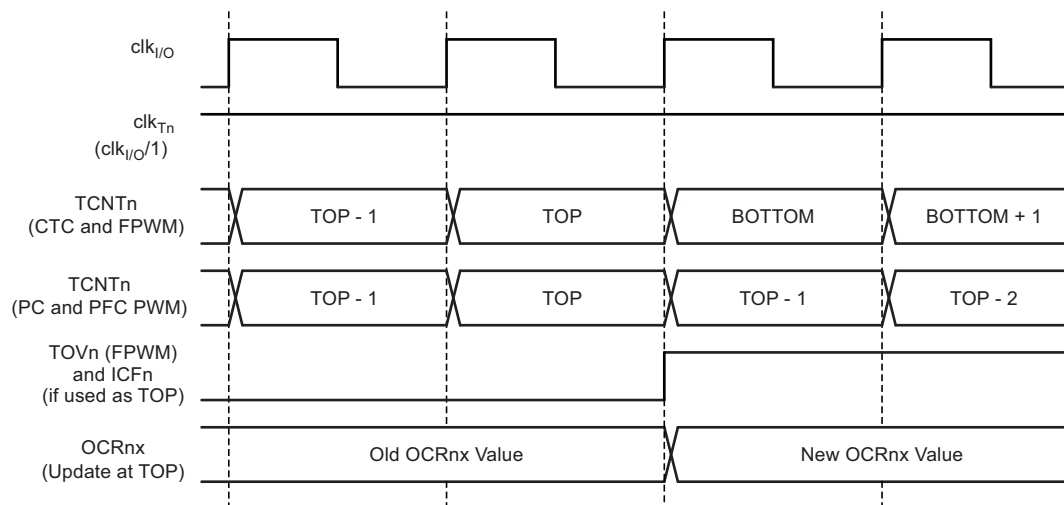 clkI/O
clkTn
(clkI/O/1)
TCNTn
(CTC and FPWM)
TOP - 1
TOP
BOTTOM
BOTTOM + 1
TCNTn
(PC and PFC PWM)
TOP - 1
TOP
TOP - 1
TOP - 2
TOVn (FPWM)
and ICFn
(if used as TOP)
OCRnx
(Update at TOP)
Old OCRnx Value
New OCRnx Value